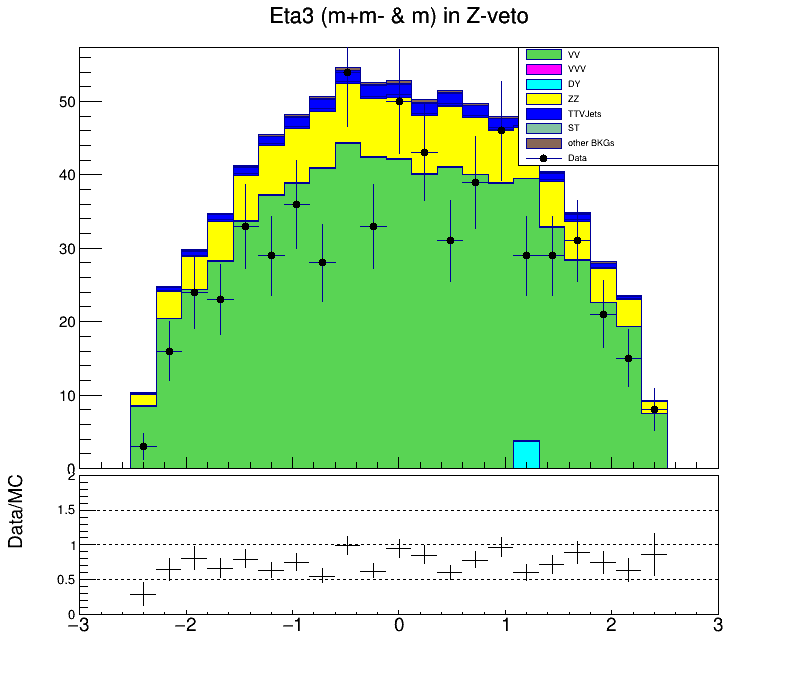 Eta3 (m+m- & m) in Z-veto
VV
VVV
DY
ZZ
TTVJets
ST
other BKGs
Data
50
40
30
20
10
0
2
1.5
1
0.5
0
Data/MC
−3
−2
−1
0
1
2
3